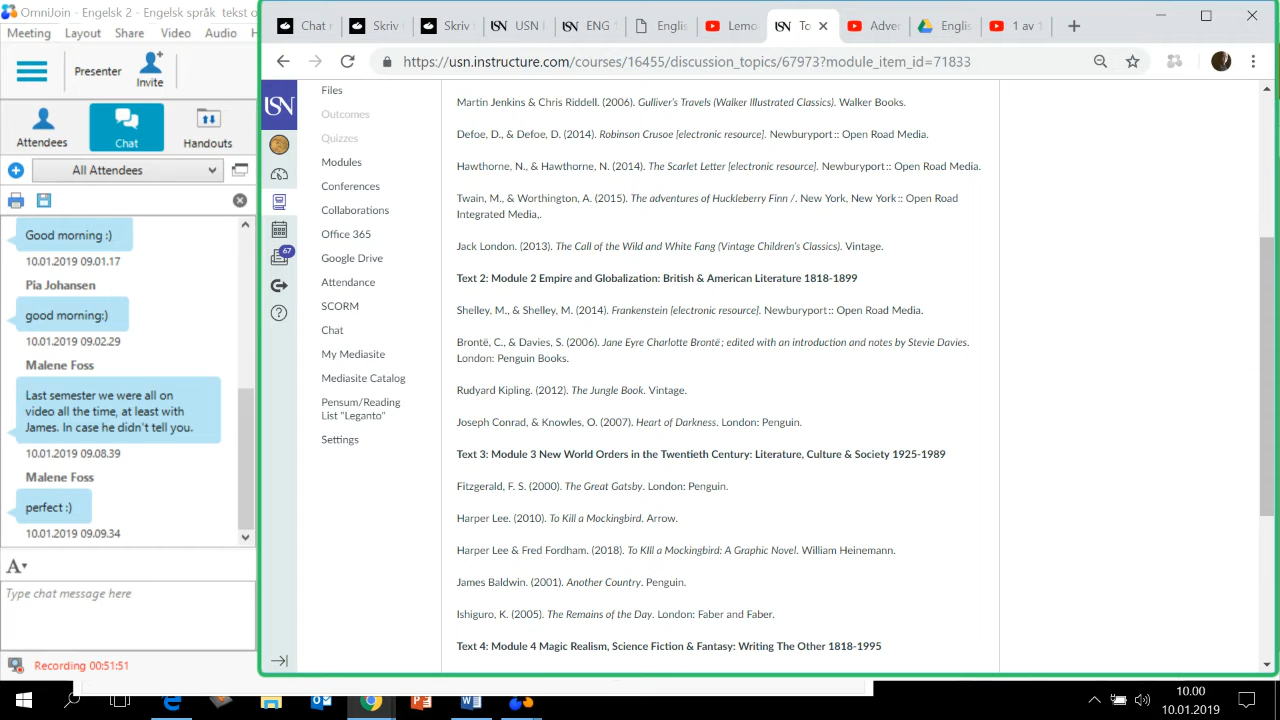 OmniJoin - Engelsk 2 - Engelsk språk tekst o
Meeting Layout Share Video Audio
Presenter
Invite
Attendees
Chat
Handouts
All Attendees
Good morning :)
10.01.2019 09.01.17
Pia Johansen
good morning:)
10.01.2019 09.02.29
Malene Foss
Last semester we were all on
video all the time, at least with
James. In case he didn't tell you.
10.01.2019 09.08.39
Malene Foss
perfect :)
10.01.2019 09.09.34
A
Type chat message here
Recording 00:51:51
Chat
Skriv
Skriv
USN USN
USN ENG
Englis
Lemo
USN To
Adve
Englis
1 av 1
https://usn.instructure.com/courses/16455/discussion_topics/67973?module_item_id=71833
USN
67
Files
Outcomes
Quizzes
Modules
Conferences
Collaborations
Office 365
Google Drive
Attendance
SCORM
Chat
My Mediasite
Mediasite Catalog
Pensum/Reading
List "Leganto"
Settings
Martin Jenkins & Chris Riddell. (2006). Gulliver's Travels (Walker Illustrated Classics). Walker Books.
Defoe, D., & Defoe, D. (2014). Robinson Crusoe [electronic resource]. Newburyport:: Open Road Media.
Hawthorne, N., & Hawthorne, N. (2014). The Scarlet Letter [electronic resource]. Newburyport:: Open Road Media.
Twain, M., & Worthington, A. (2015). The adventures of Huckleberry Finn /. New York, New York:: Open Road
Integrated Media,.
Jack London. (2013). The Call of the Wild and White Fang (Vintage Children's Classics). Vintage.
Text 2: Module 2 Empire and Globalization: British & American Literature 1818-1899
Shelley, M., & Shelley, M. (2014). Frankenstein [electronic resource]. Newburyport:: Open Road Media.
Brontë, C., & Davies, S. (2006). Jane Eyre Charlotte Brontë ; edited with an introduction and notes by Stevie Davies.
London: Penguin Books.
Rudyard Kipling. (2012). The Jungle Book. Vintage.
Joseph Conrad, & Knowles, O. (2007). Heart of Darkness. London: Penguin.
Text 3: Module 3 New World Orders in the Twentieth Century: Literature, Culture & Society 1925-1989
Fitzgerald, F. S. (2000). The Great Gatsby. London: Penguin.
Harper Lee. (2010). To Kill a Mockingbird. Arrow.
Harper Lee & Fred Fordham. (2018). To KIll a Mockingbird: A Graphic Novel. William Heinemann.
James Baldwin. (2001). Another Country. Penguin.
Ishiguro, K. (2005). The Remains of the Day. London: Faber and Faber.
Text 4: Module 4 Magic Realism, Science Fiction & Fantasy: Writing The Other 1818-1995
10.00
10.01.2019